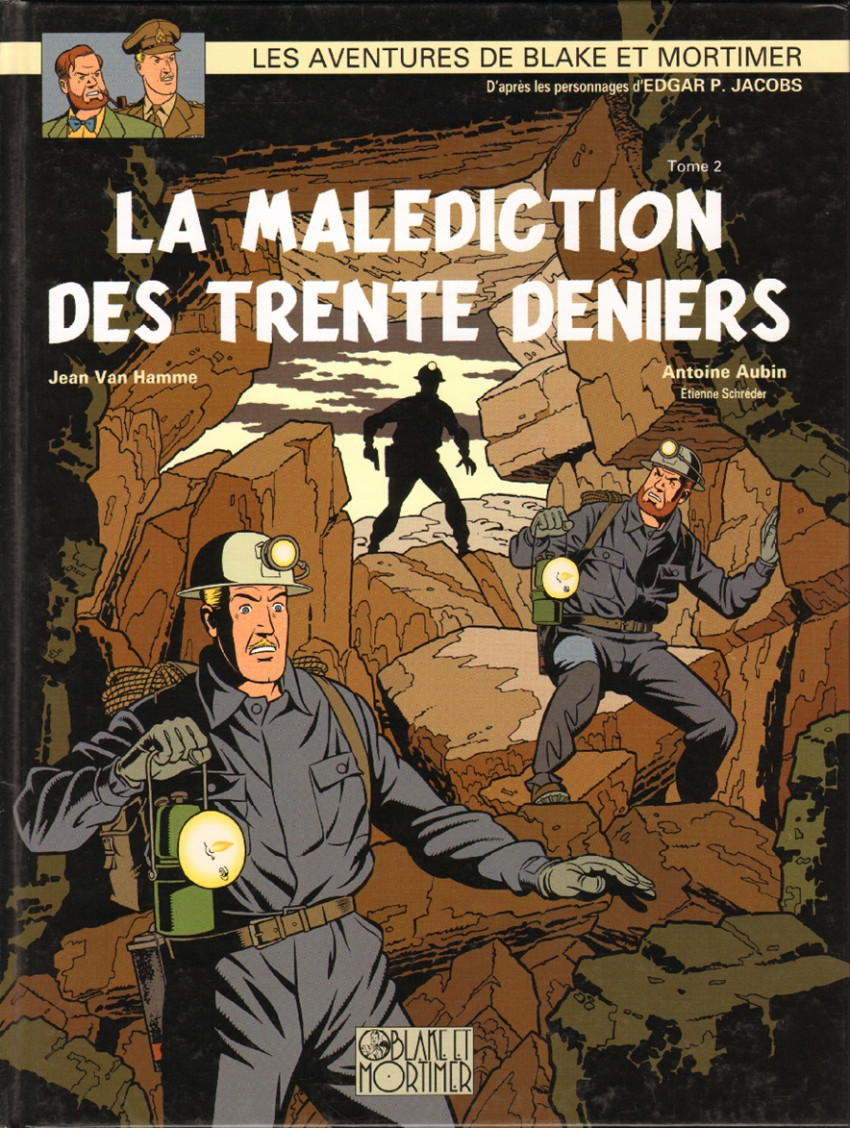 LES AVENTURES DE BLAKE ET MORTIMER
D'après les personnages d'EDGAR P. JACOBS
Tome 2
LA MALEDICTION
DES TRENTE DENIERS
Jean Van Hamme
Antoine Aubin
Étienne Schréder
BLAKE ET
MORTIMER